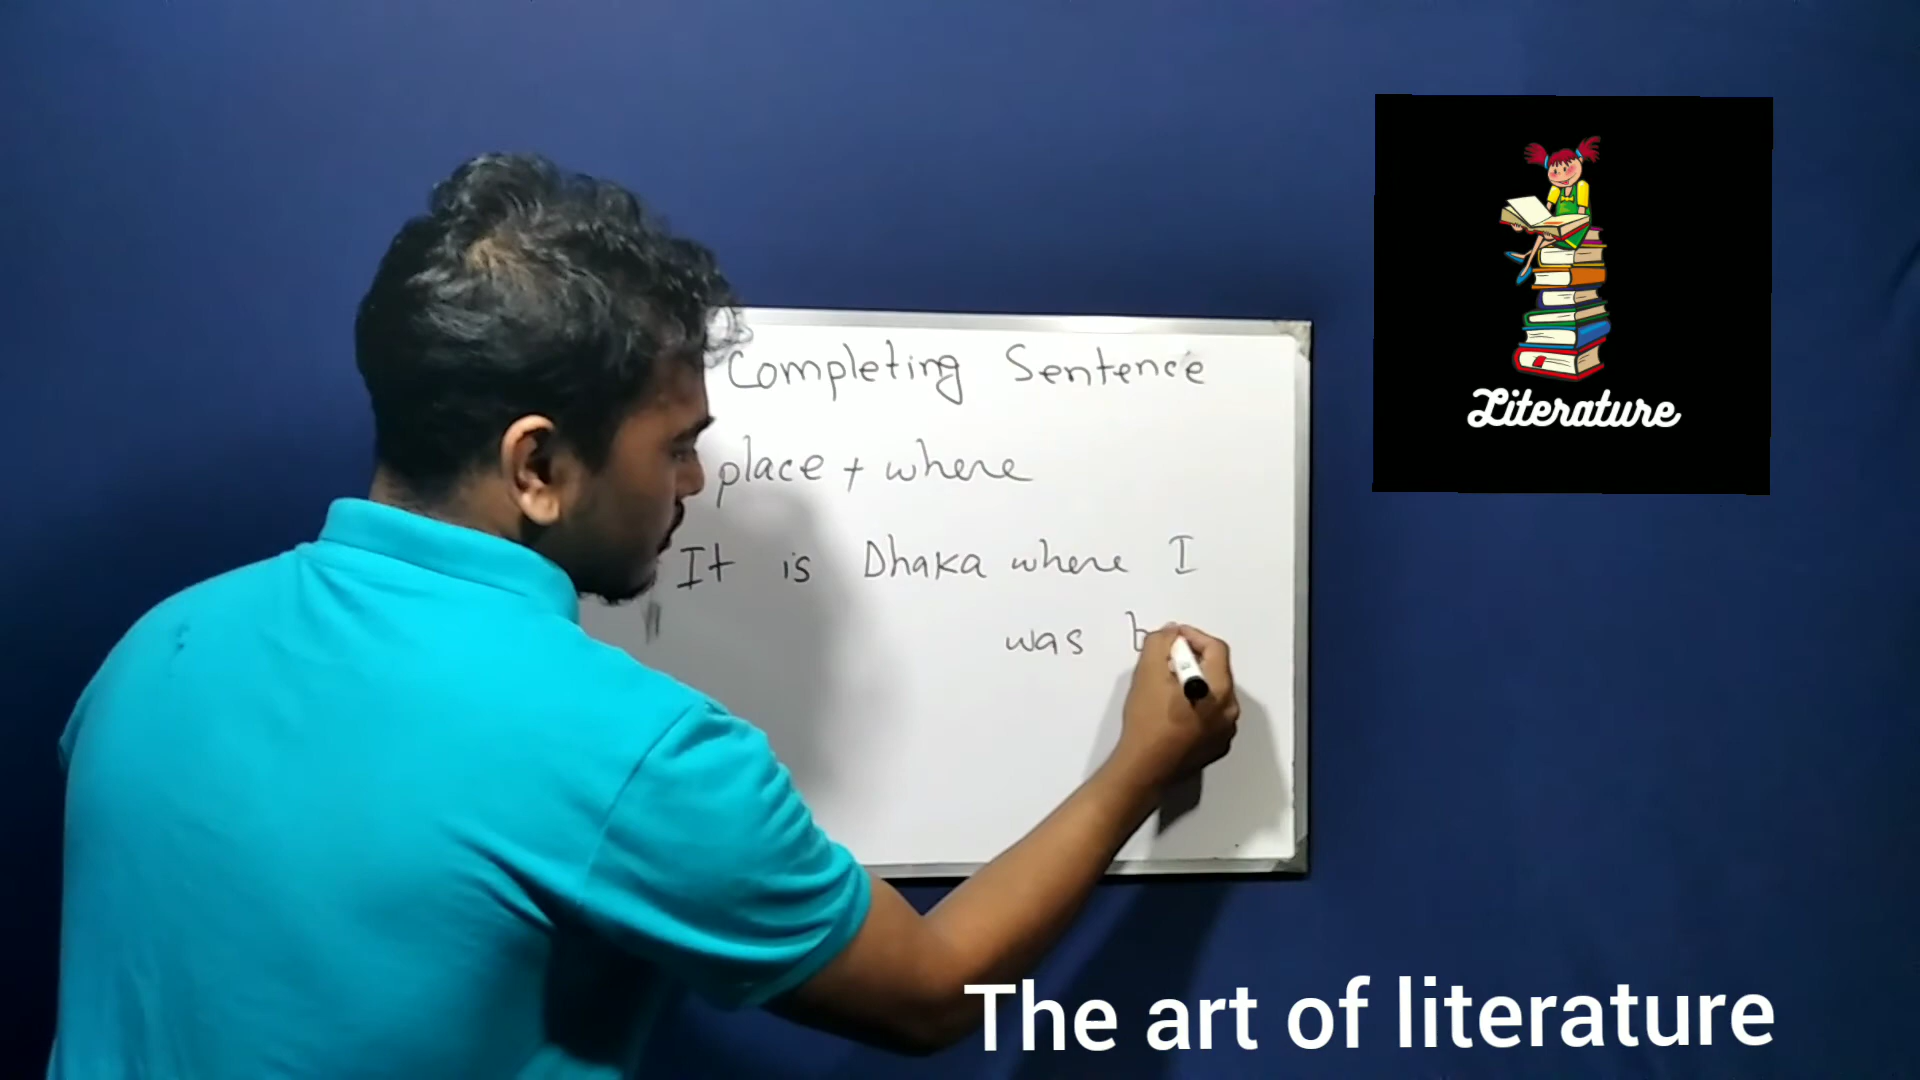 Completing Sentence
place + where
It is Dhaka where I
was
Literature
The art of literature